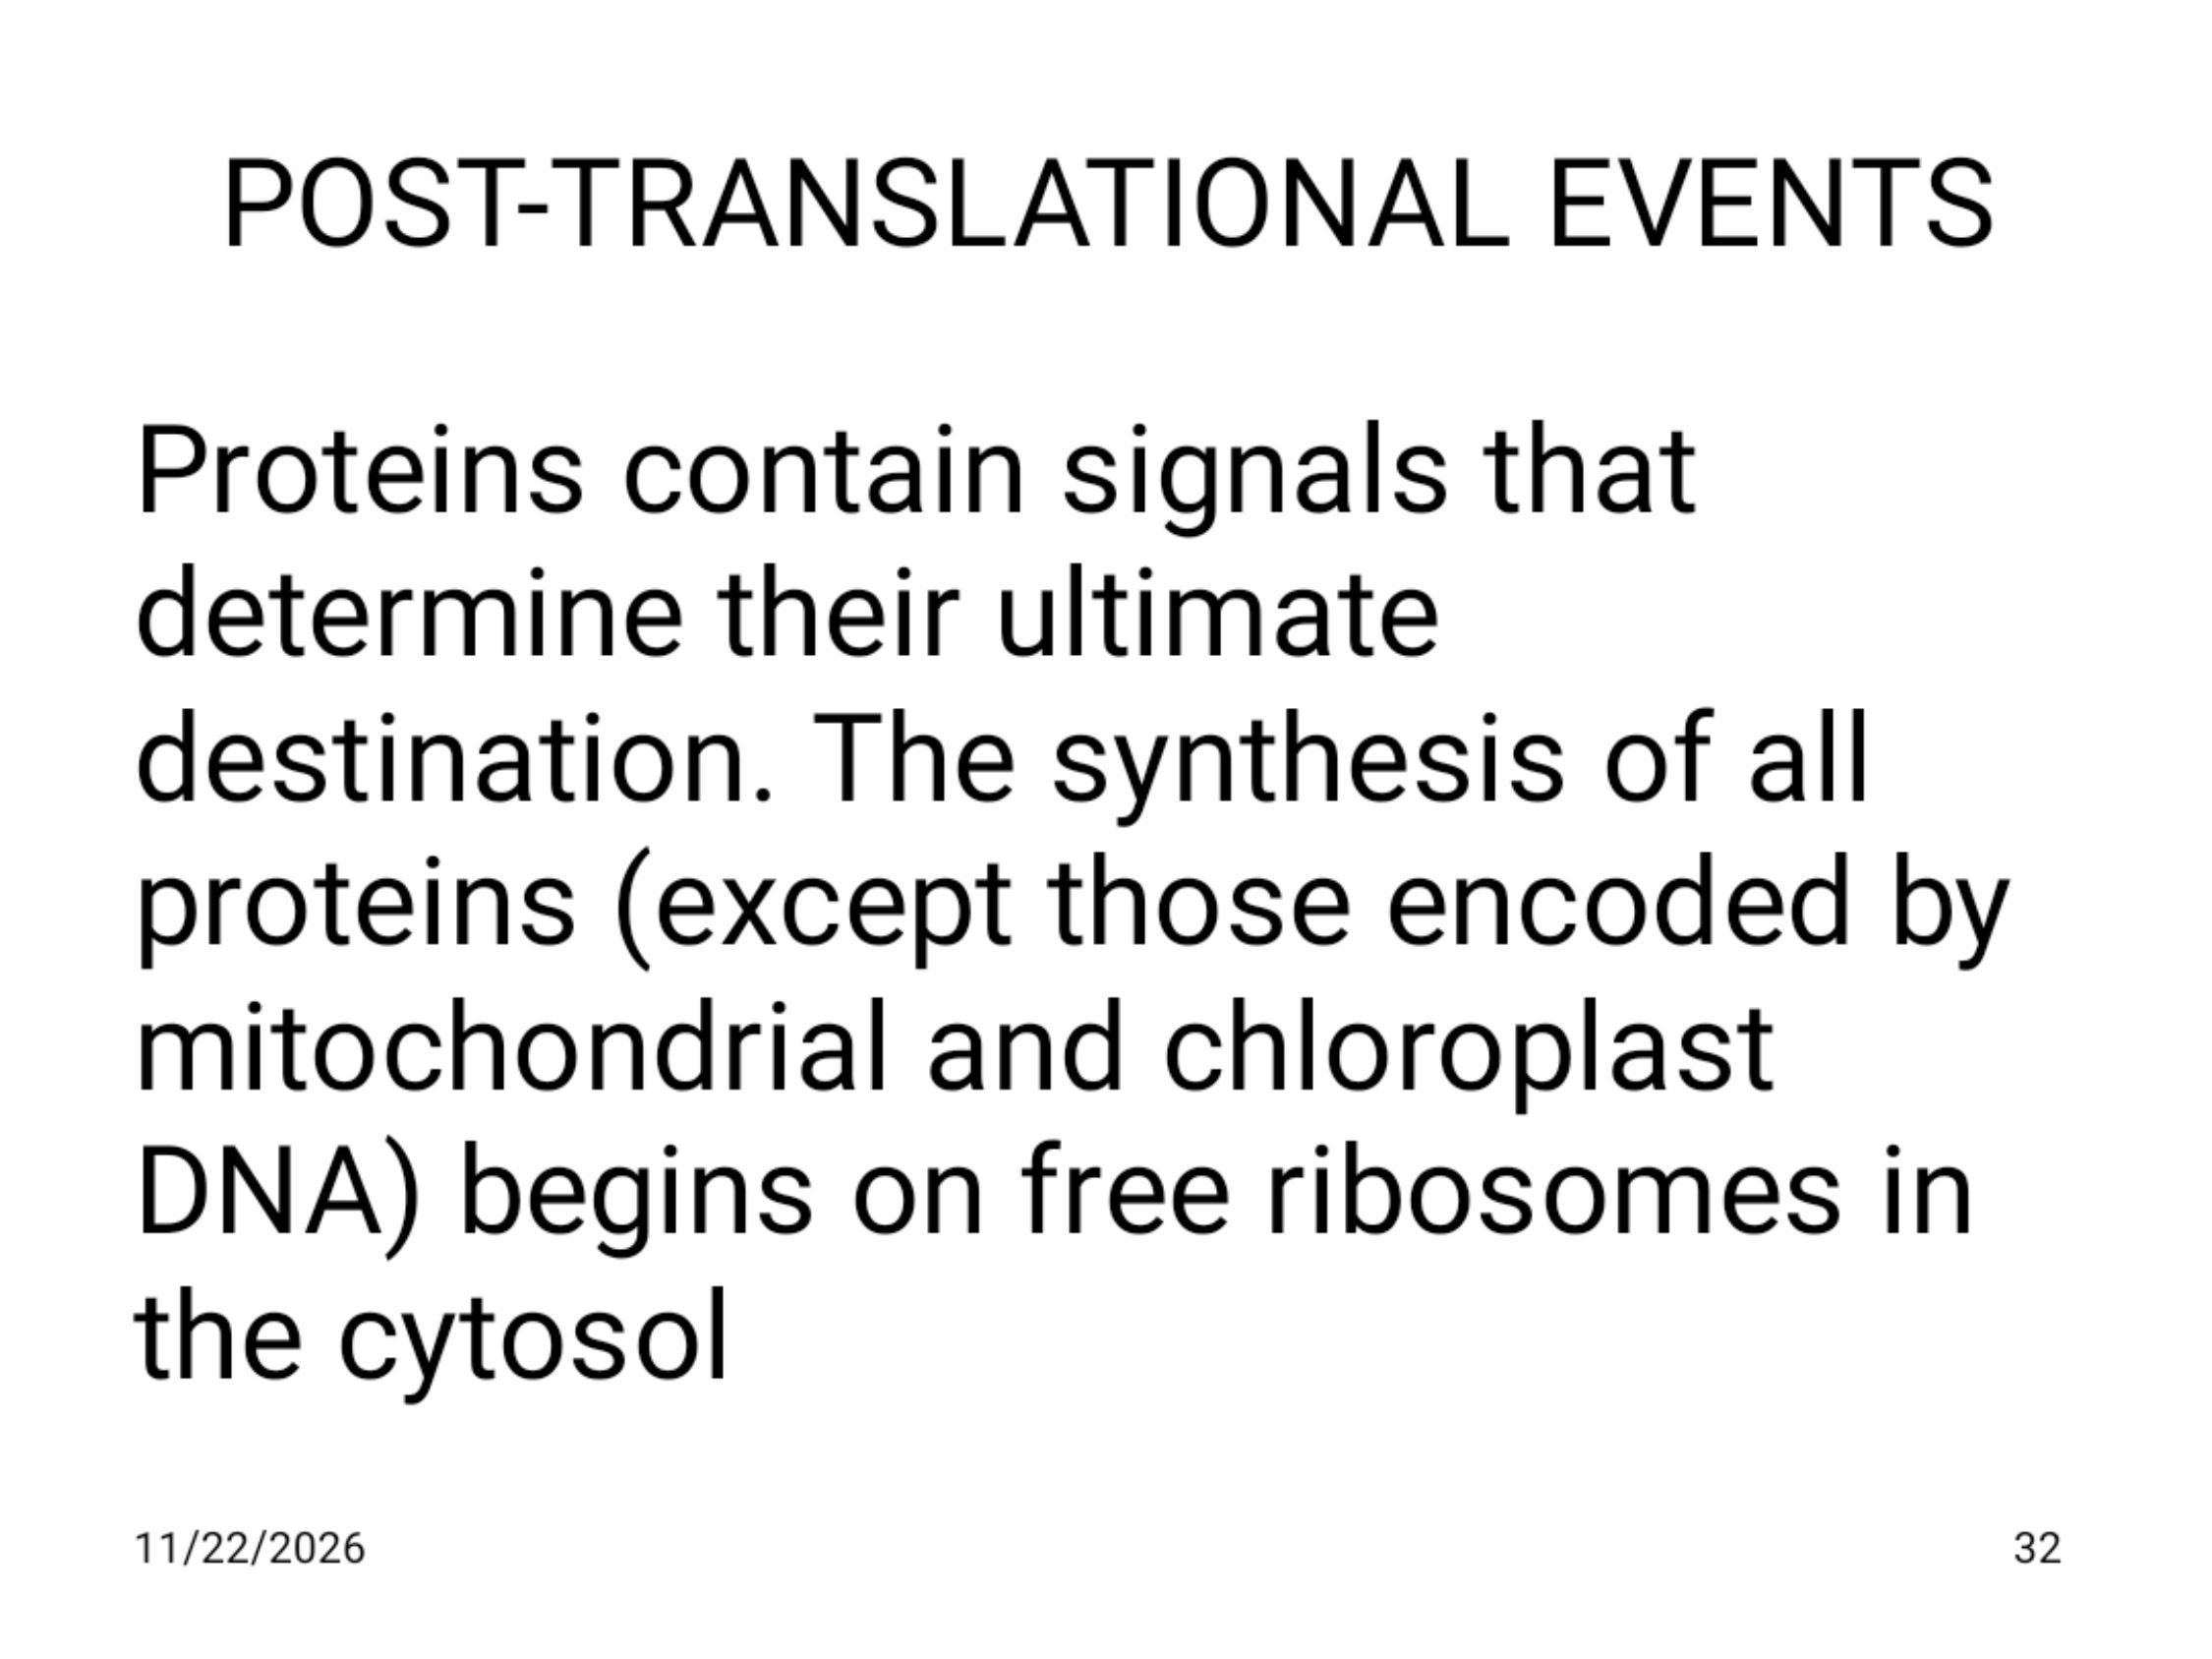 POST-TRANSLATIONAL EVENTS
Proteins contain signals that
determine their ultimate
destination. The synthesis of all
proteins (except those encoded by
mitochondrial and chloroplast
DNA) begins on free ribosomes in
the cytosol
11/22/2026
32